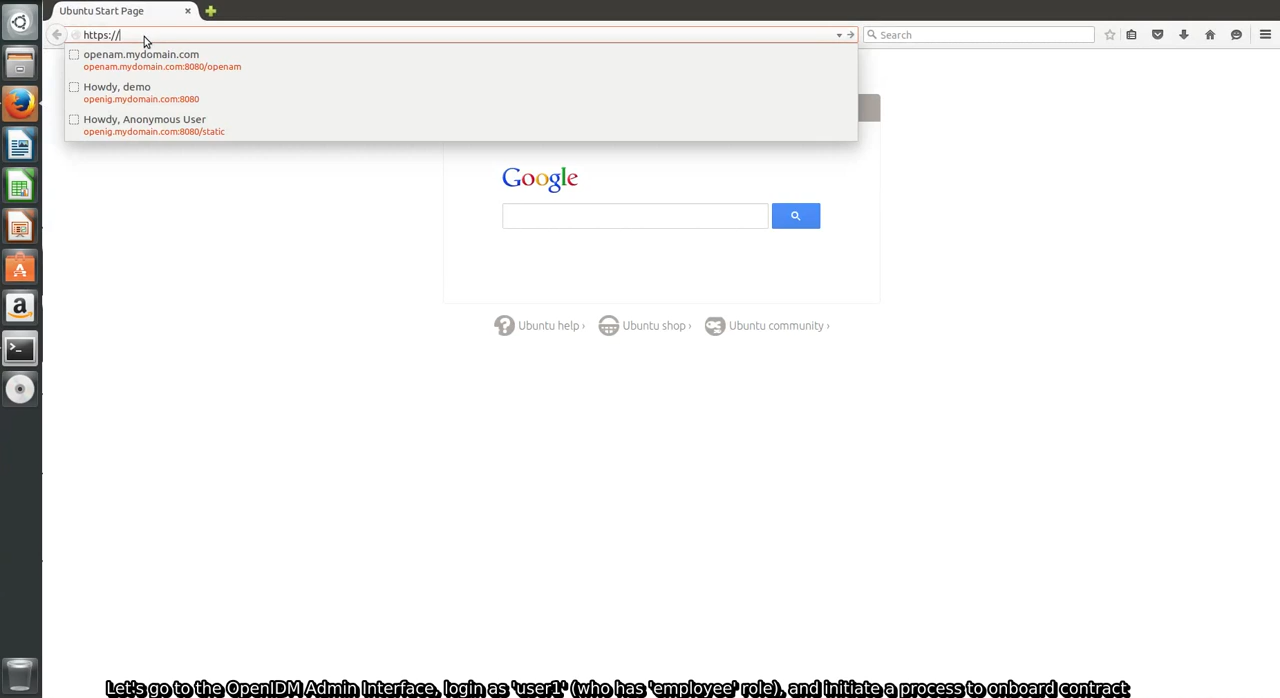 Ubuntu Start Page
https://
Search
openam.mydomain.com
openam.mydomain.com:8080/openam
Howdy, demo
openig.mydomain.com:8080
Howdy, Anonymous User
openig.mydomain.com:8080/static
Google
Ubuntu help ›
Ubuntu shop ›
Ubuntu community ›
Let's go to the OpenIDM Admin Interface, login as 'user1' (who has 'employee' role), and initiate a process to onboard contract